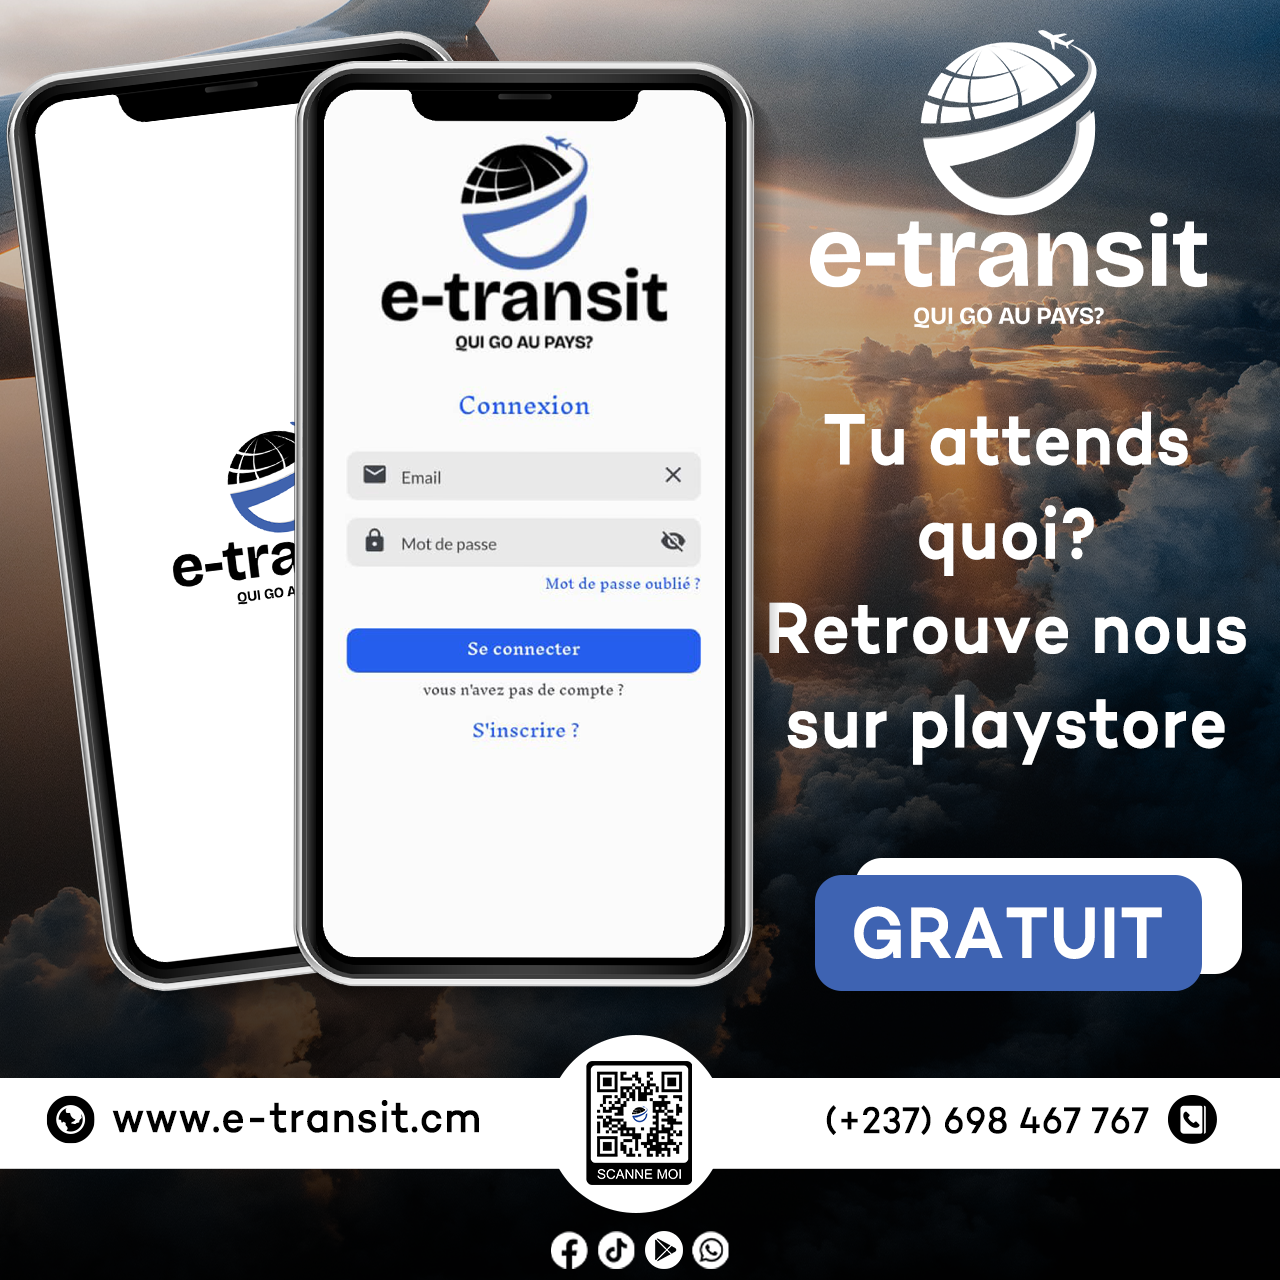 e-tra
QUI GO A
e-transit
QUI GO AU PAYS?
Connexion
Email
Mot de passe
Mot de passe oublié ?
Se connecter
vous n'avez pas de compte ?
S'inscrire ?
e-transit
QUI GO AU PAYS?
Tu attends
quoi?
Retrouve nous
sur playstore
GRATUIT
www.e-transit.cm
SCANNE MOI
(+237) 698 467 767